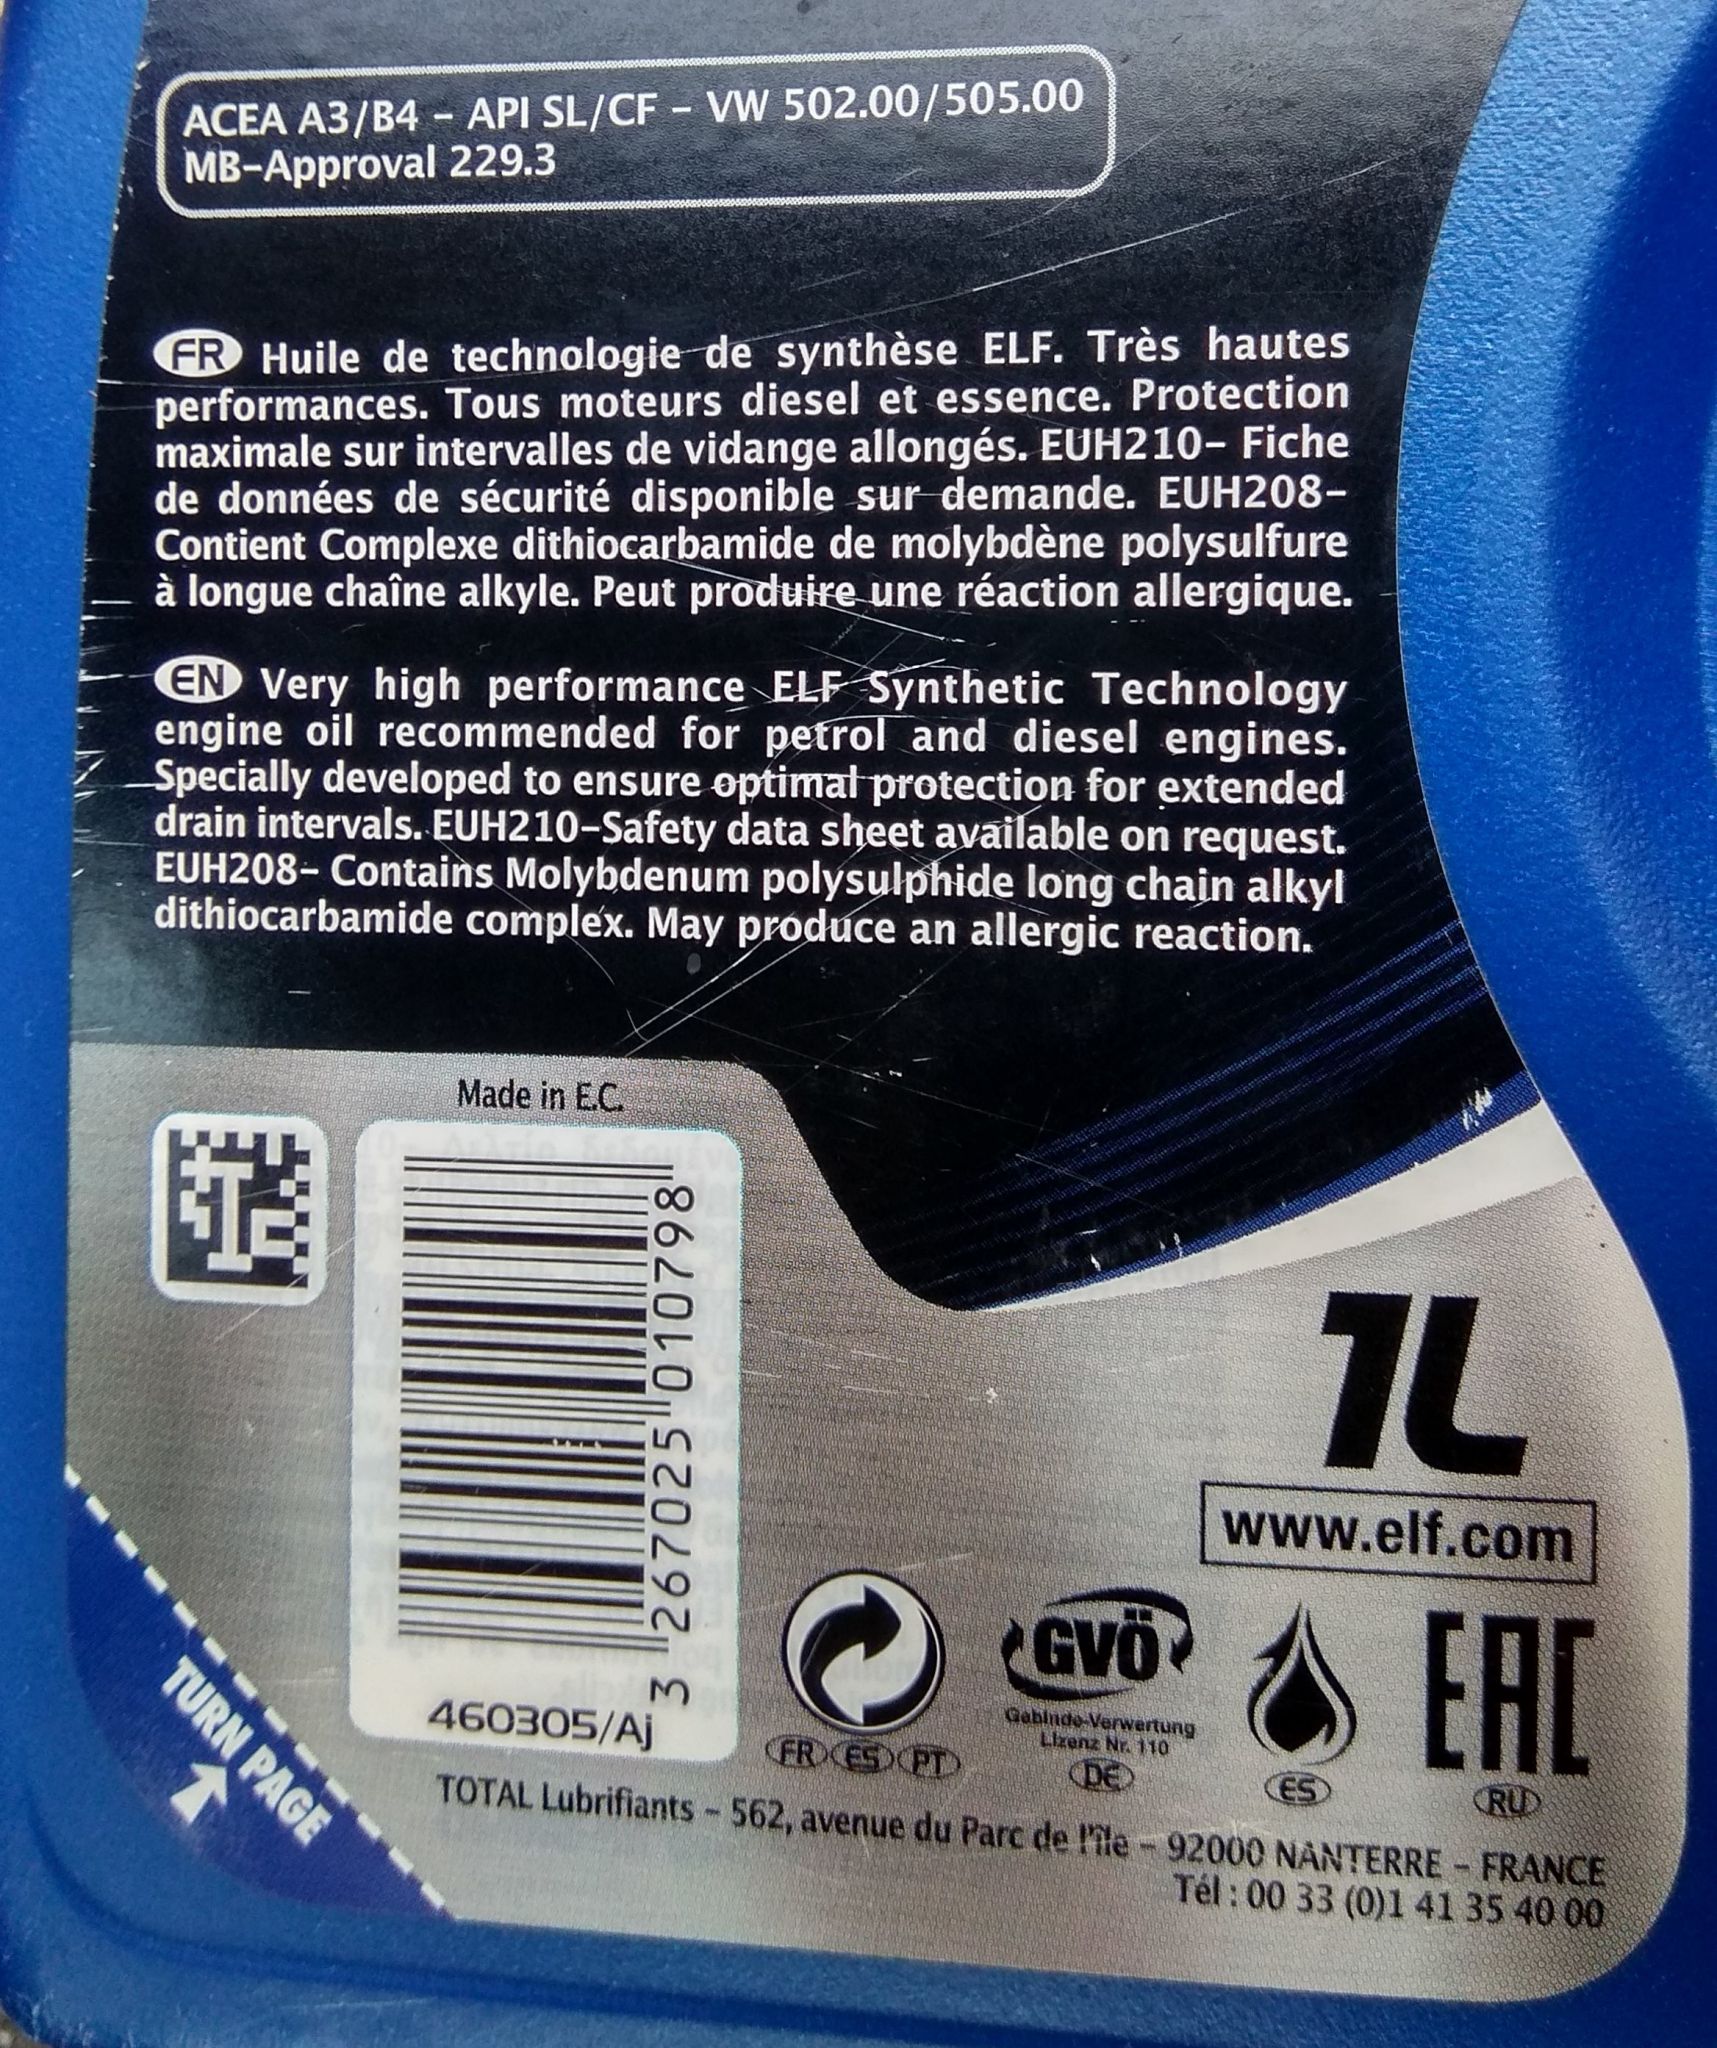 ACEA A3/B4 – API SL/CF – VW 502.00/505.00
MB-Approval 229.3
FR Huile de technologie de synthèse ELF. Très hautes
performances. Tous moteurs diesel et essence. Protection
maximale sur intervalles de vidange allongés. EUH210- Fiche
de données de sécurité disponible sur demande. EUH208-
Contient Complexe dithiocarbamide de molybdène polysulfure
à longue chaîne alkyle. Peut produire une réaction allergique.
EN Very high performance ELF Synthetic Technology
engine oil recommended for petrol and diesel engines.
Specially developed to ensure optimal protection for extended
drain intervals. EUH210-Safety data sheet available on request.
EUH208- Contains Molybdenum polysulphide long chain alkyl
dithiocarbamide complex. May produce an allergic reaction.
Made in E.C.
3 267025 010798
460305/Aj
1L
www.elf.com
GVÖ
Gebinde-Verwertung
Lizenz Nr. 110
EAC
FR ES PT
DE
ES
RU
TURN PAGE
TOTAL Lubrifiants – 562, avenue du Parc de l'île – 92000 NANTERRE – FRANCE
Tél : 00 33 (0)1 41 35 40 00